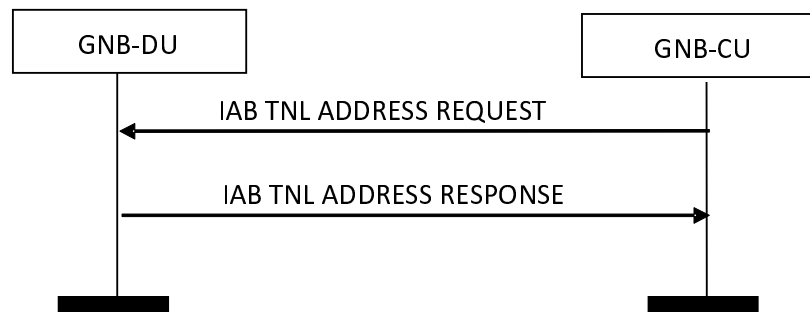 GNB-DU
GNB-CU
IAB TNL ADDRESS REQUEST
IAB TNL ADDRESS RESPONSE